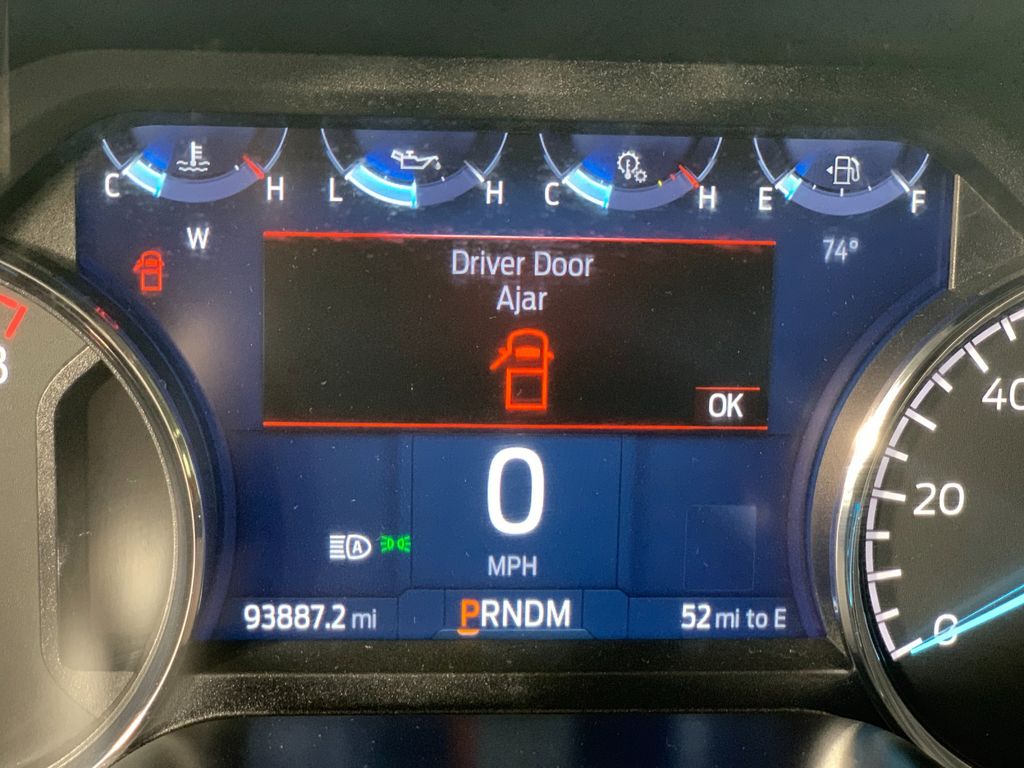 C H L H C H E F
W
74°
Driver Door
Ajar
OK
0
MPH
A
93887.2 mi
PRNDM
52 mi to E
40
20
0